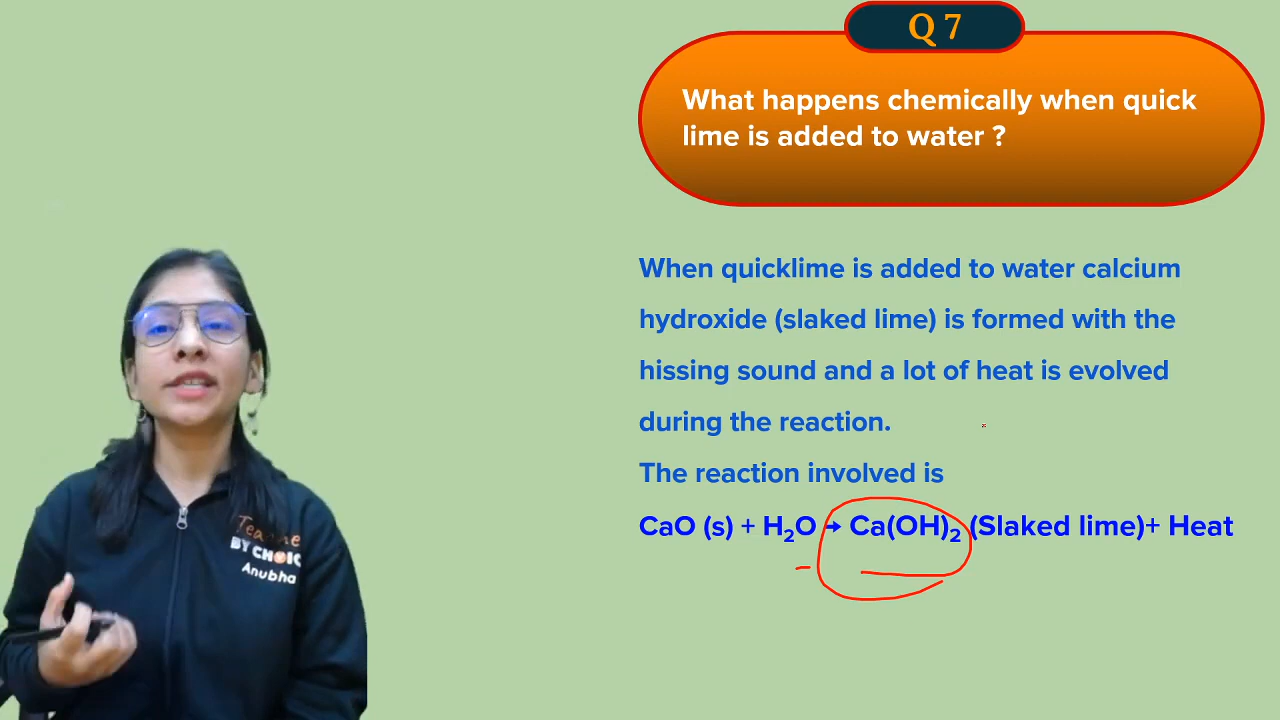 Q 7
What happens chemically when quick
lime is added to water ?
When quicklime is added to water calcium
hydroxide (slaked lime) is formed with the
hissing sound and a lot of heat is evolved
during the reaction.
The reaction involved is
CaO (s) + H₂O → Ca(OH)₂ (Slaked lime)+ Heat
BY CHOIC
Anubha